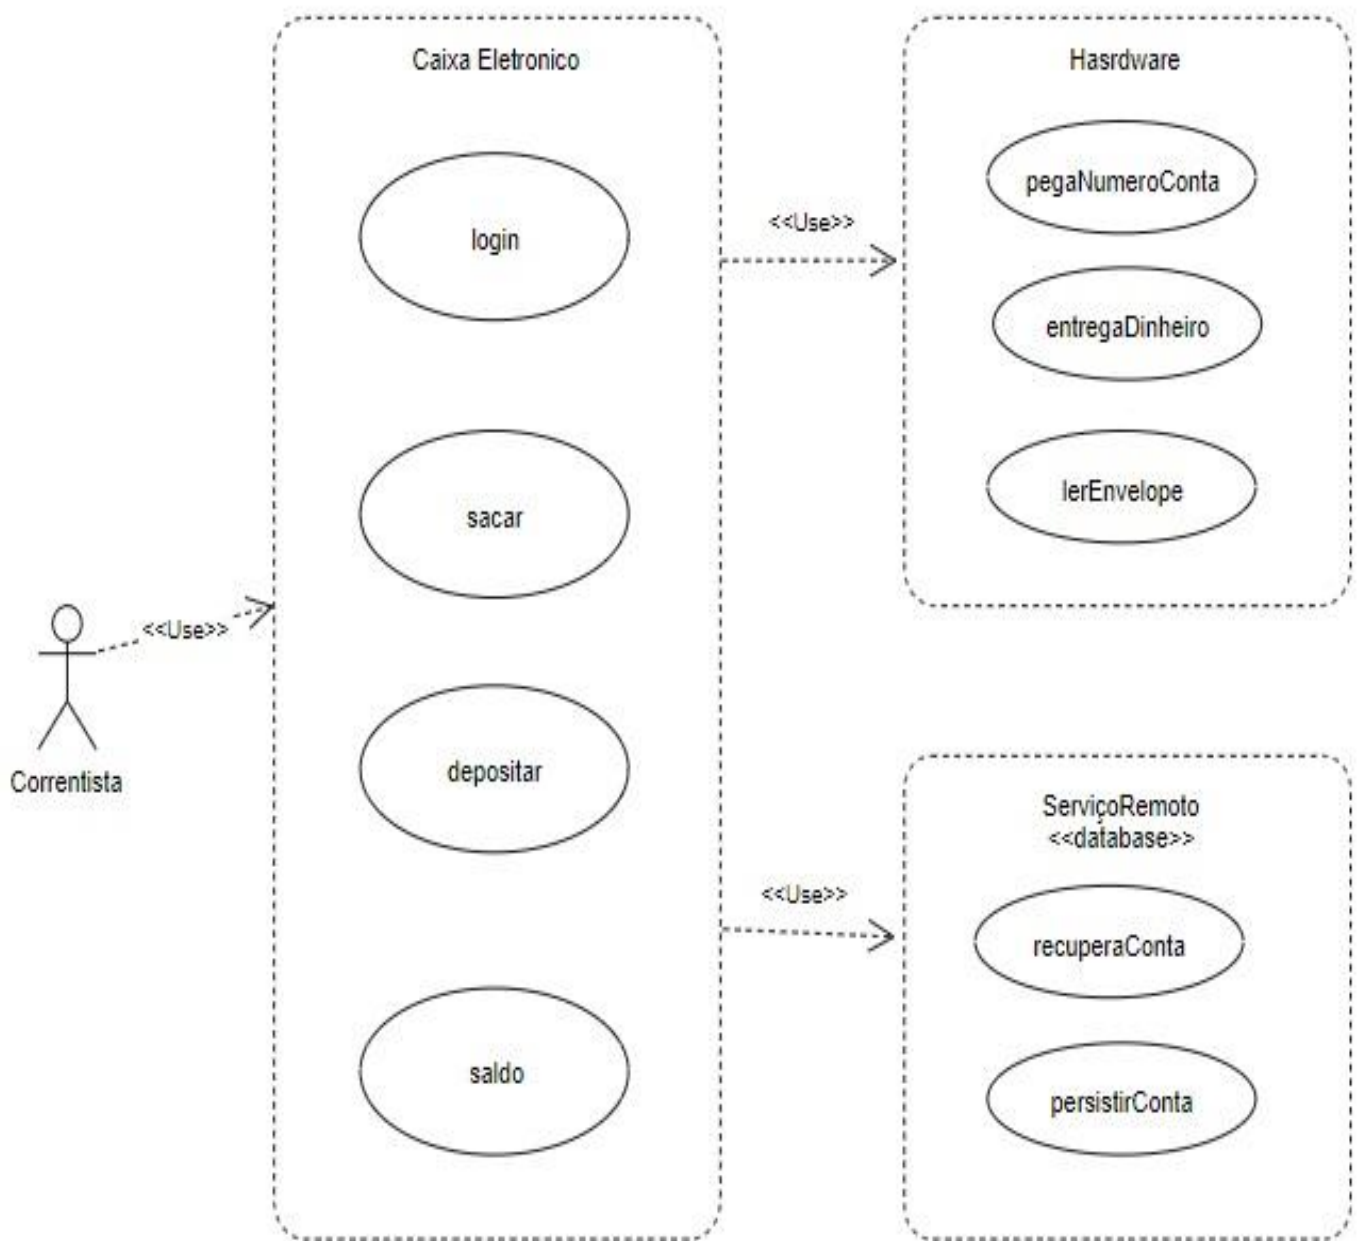 Caixa Eletronico
login
sacar
depositar
saldo
<<Use>>
Correntista
<<Use>>
Hasrdware
pegaNumeroConta
entregaDinheiro
lerEnvelope
<<Use>>
ServiçoRemoto
<<database>>
recuperaConta
persistirConta